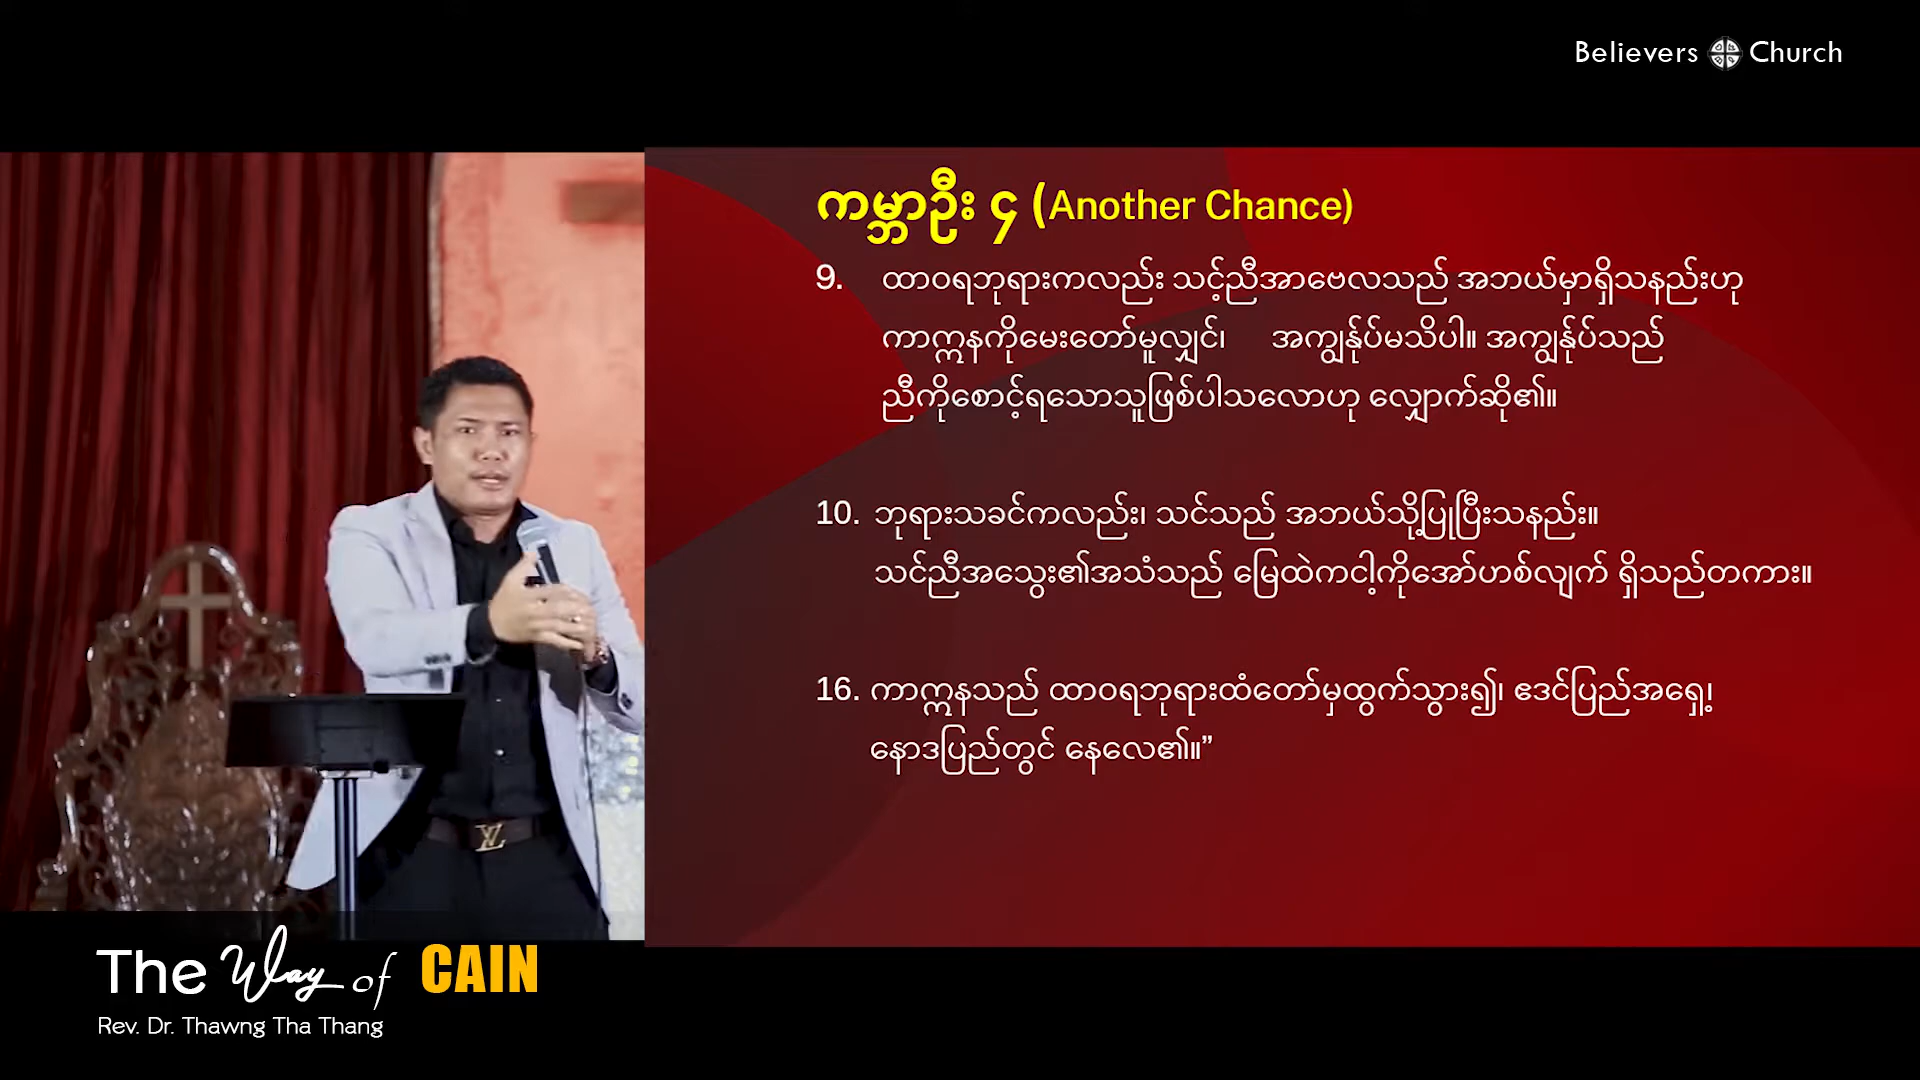 Believers Church
ကမ္ဘာဦး ၄ (Another Chance)
9. ထာဝရဘုရားကလည်း သင့်ညီအာဗေလသည် အဘယ်မှာရှိသနည်းဟု
ကာဣနကိုမေးတော်မူလျှင်၊ အကျွန်ုပ်မသိပါ။ အကျွန်ုပ်သည်
ညီကိုစောင့်ရသောသူဖြစ်ပါသလောဟု လျှောက်ဆို၏။
10. ဘုရားသခင်ကလည်း၊ သင်သည် အဘယ်သို့ပြုပြီးသနည်း။
သင်ညီအသွေး၏အသံသည် မြေထဲကငါ့ကိုအော်ဟစ်လျက် ရှိသည်တကား။
16. ကာဣနသည် ထာဝရဘုရားထံတော်မှထွက်သွား၍၊ ဧဒင်ပြည်အရှေ့၊
နောဒပြည်တွင် နေလေ၏။”
The Way of CAIN
Rev. Dr. Thawng Tha Thang